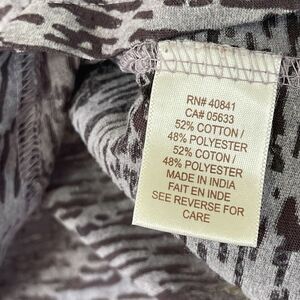 RN# 40841
CA# 05633
52% COTTON /
48% POLYESTER
52% COTON /
48% POLYESTER
MADE IN INDIA
FAIT EN INDE
SEE REVERSE FOR
CARE